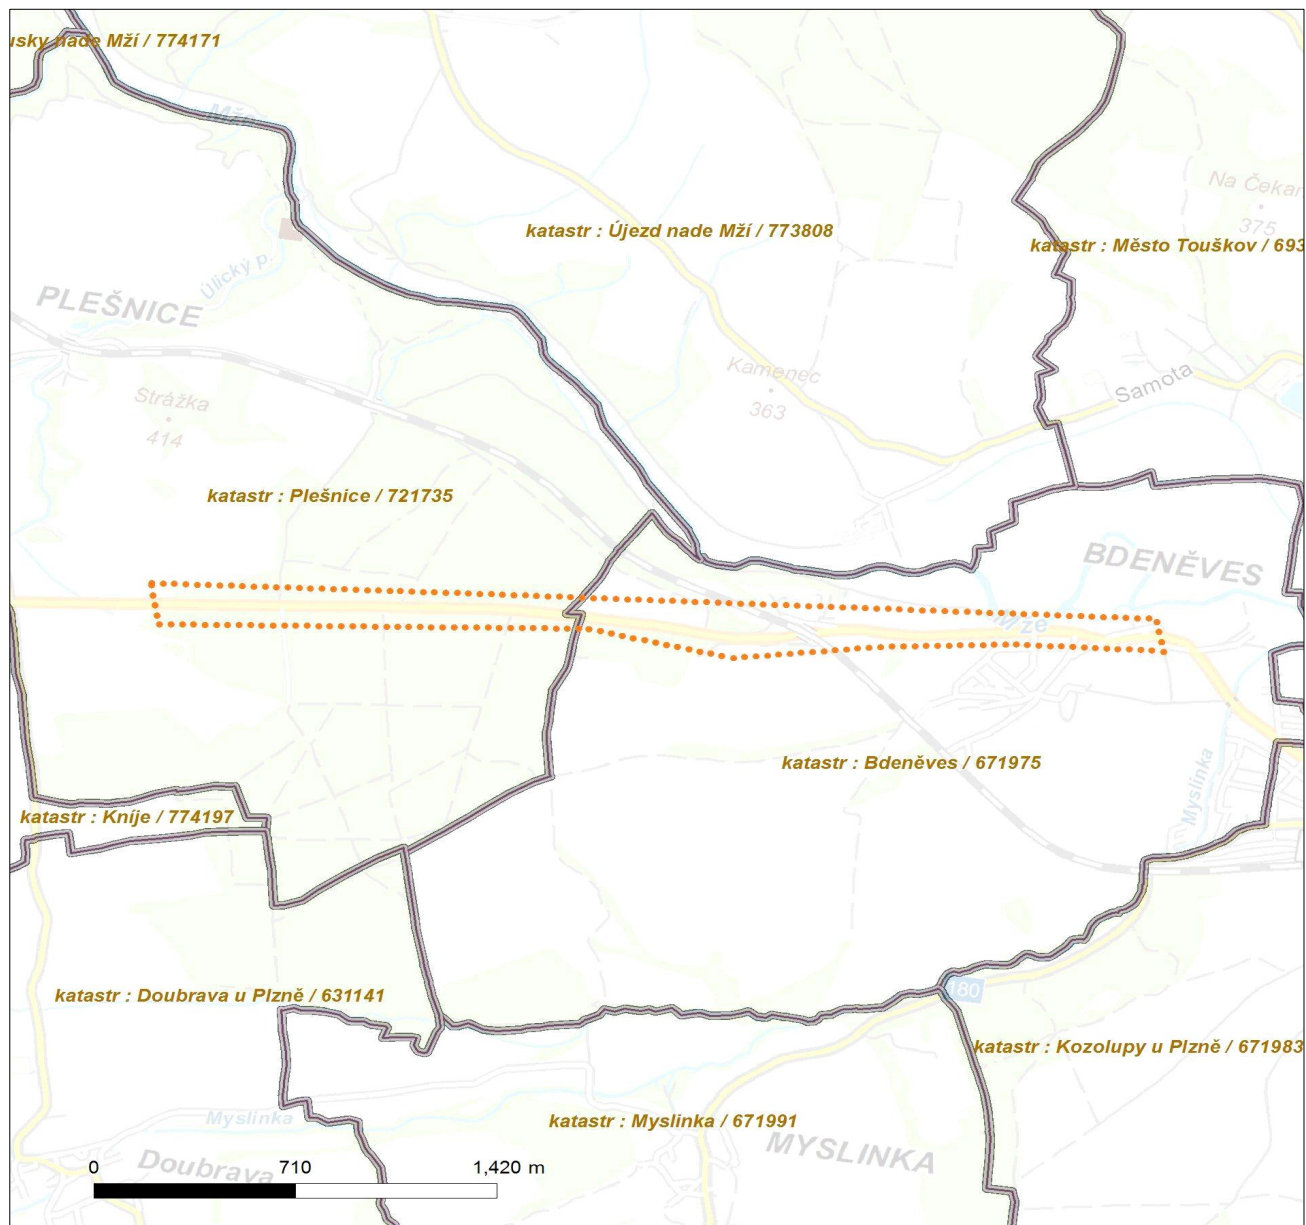 usky nade Mží / 774171
Mže
Na Čekan
375
katastr : Újezd nade Mží / 773808
katastr : Město Touškov / 693
Úlický p.
PLEŠNICE
Kamenec
363
Samota
Strážka
414
katastr : Plešnice / 721735
BDENĚVES
Mže
katastr : Bdeněves / 671975
Myslinka
katastr : Kníje / 774197
katastr : Doubrava u Plzně / 631141
180
katastr : Kozolupy u Plzně / 671983
Myslinka
katastr : Myslinka / 671991
MYSLINKA
Doubrava
0 710 1,420 m